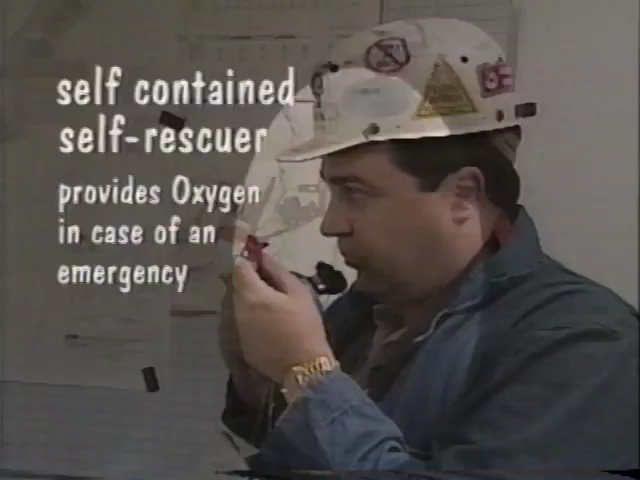 self contained
self-rescuer
provides Oxygen
in case of an
emergency